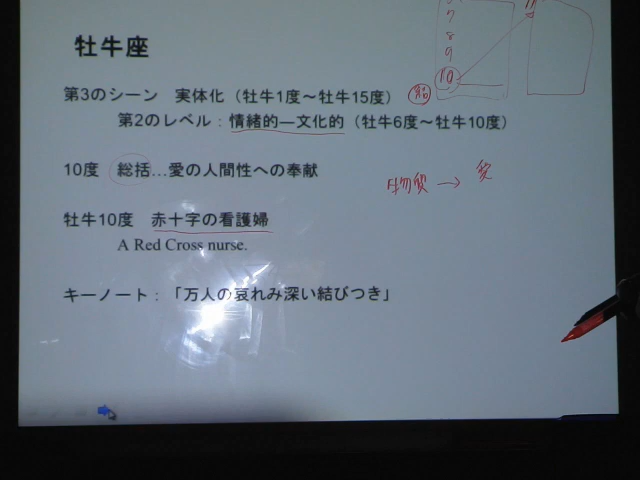 7
8
9
10
牡牛座
第3のシーン　実体化（牡牛1度〜牡牛15度）
第2のレベル：情緒的―文化的（牡牛6度〜牡牛10度）
10度　総括…愛の人間性への奉献
牡牛10度　赤十字の看護婦
A Red Cross nurse.
キーノート：「万人の哀れみ深い結びつき」